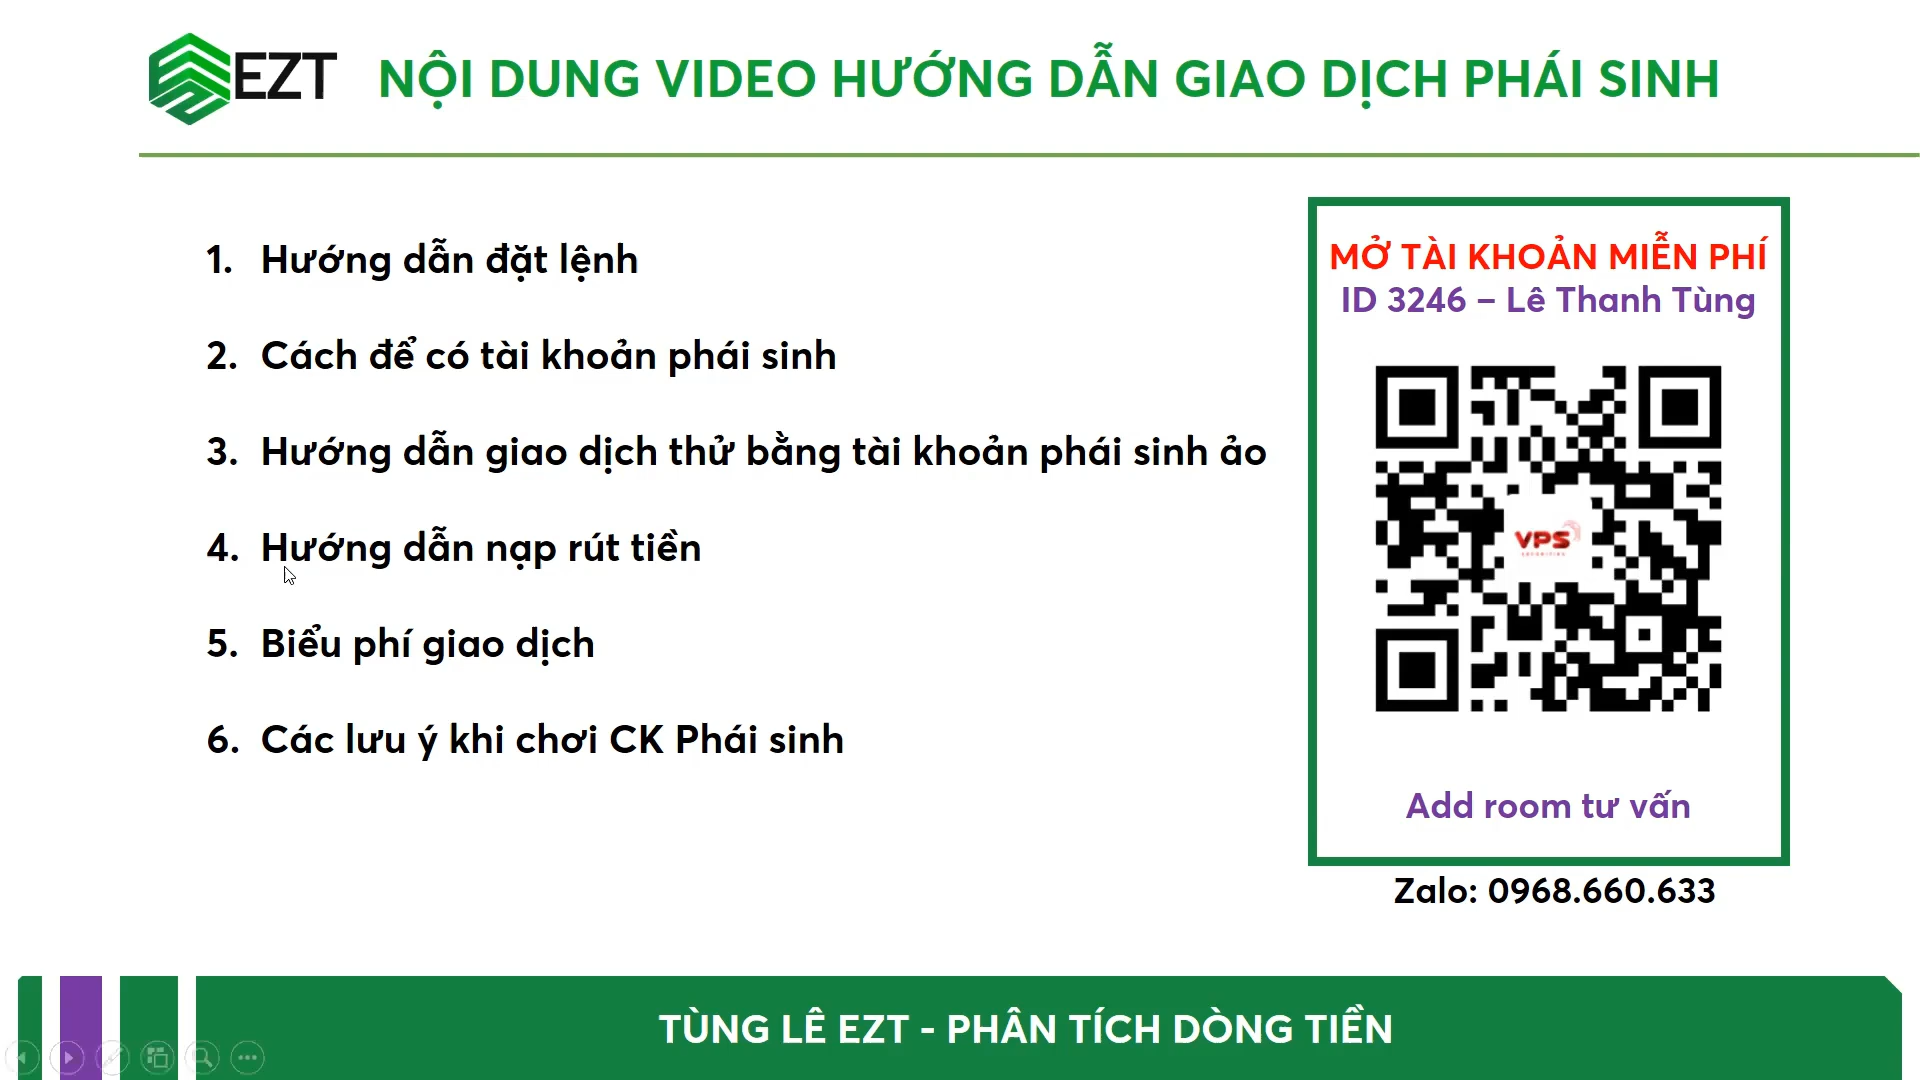 EZT
NỘI DUNG VIDEO HƯỚNG DẪN GIAO DỊCH PHÁI SINH
1. Hướng dẫn đặt lệnh
2. Cách để có tài khoản phái sinh
3. Hướng dẫn giao dịch thử bằng tài khoản phái sinh ảo
4. Hướng dẫn nạp rút tiền
5. Biểu phí giao dịch
6. Các lưu ý khi chơi CK Phái sinh
MỞ TÀI KHOẢN MIỄN PHÍ
ID 3246 – Lê Thanh Tùng
VPS
Add room tư vấn
Zalo: 0968.660.633
TÙNG LÊ EZT - PHÂN TÍCH DÒNG TIỀN